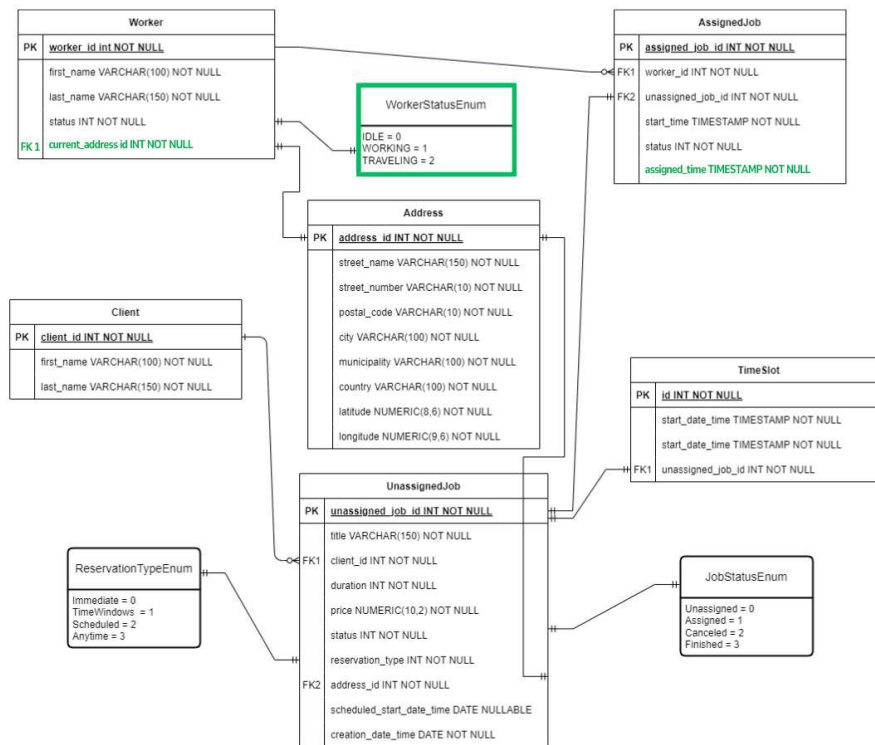 Worker
PK worker_id int NOT NULL
first_name VARCHAR(100) NOT NULL
last_name VARCHAR(150) NOT NULL
status INT NOT NULL
FK 1 current_address id INT NOT NULL
WorkerStatusEnum
IDLE = 0
WORKING = 1
TRAVELING = 2
AssignedJob
PK assigned_job_id INT NOT NULL
FK1 worker_id INT NOT NULL
FK2 unassigned_job_id INT NOT NULL
start_time TIMESTAMP NOT NULL
status INT NOT NULL
assigned_time TIMESTAMP NOT NULL
Address
PK address_id INT NOT NULL
street_name VARCHAR(150) NOT NULL
street_number VARCHAR(10) NOT NULL
postal_code VARCHAR(10) NOT NULL
city VARCHAR(100) NOT NULL
municipality VARCHAR(100) NOT NULL
country VARCHAR(100) NOT NULL
latitude NUMERIC(8,6) NOT NULL
longitude NUMERIC(9,6) NOT NULL
Client
PK client_id INT NOT NULL
first_name VARCHAR(100) NOT NULL
last_name VARCHAR(150) NOT NULL
TimeSlot
PK id INT NOT NULL
start_date_time TIMESTAMP NOT NULL
start_date_time TIMESTAMP NOT NULL
FK1 unassigned_job_id INT NOT NULL
UnassignedJob
PK unassigned_job_id INT NOT NULL
title VARCHAR(150) NOT NULL
FK1 client_id INT NOT NULL
duration INT NOT NULL
price NUMERIC(10,2) NOT NULL
status INT NOT NULL
reservation_type INT NOT NULL
FK2 address_id INT NOT NULL
scheduled_start_date_time DATE NULLABLE
creation_date_time DATE NOT NULL
ReservationTypeEnum
Immediate = 0
TimeWindows = 1
Scheduled = 2
Anytime = 3
JobStatusEnum
Unassigned = 0
Assigned = 1
Canceled = 2
Finished = 3